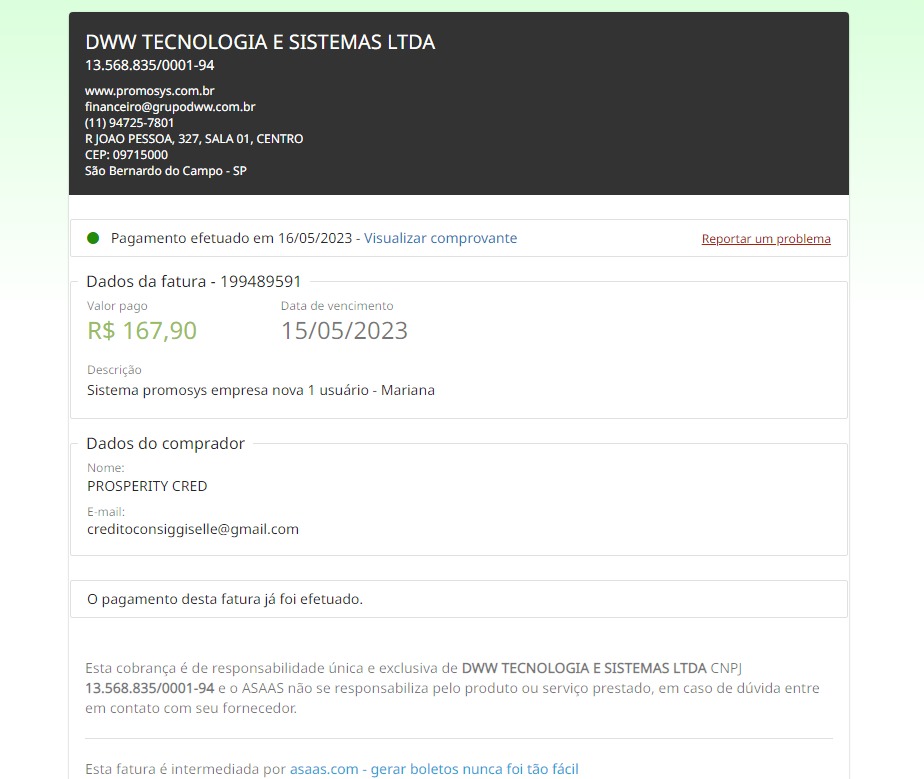 DWW TECNOLOGIA E SISTEMAS LTDA
13.568.835/0001-94
www.promosys.com.br
financeiro@grupodww.com.br
(11) 94725-7801
R JOAO PESSOA, 327, SALA 01, CENTRO
CEP: 09715000
São Bernardo do Campo - SP
Pagamento efetuado em 16/05/2023 - Visualizar comprovante
Reportar um problema
Dados da fatura - 199489591
Valor pago
R$ 167,90
Data de vencimento
15/05/2023
Descrição
Sistema promosys empresa nova 1 usuário - Mariana
Dados do comprador
Nome:
PROSPERITY CRED
E-mail:
creditoconsiggiselle@gmail.com
O pagamento desta fatura já foi efetuado.
Esta cobrança é de responsabilidade única e exclusiva de DWW TECNOLOGIA E SISTEMAS LTDA CNPJ
13.568.835/0001-94 e o ASAAS não se responsabiliza pelo produto ou serviço prestado, em caso de dúvida entre
em contato com seu fornecedor.
Esta fatura é intermediada por asaas.com - gerar boletos nunca foi tão fácil